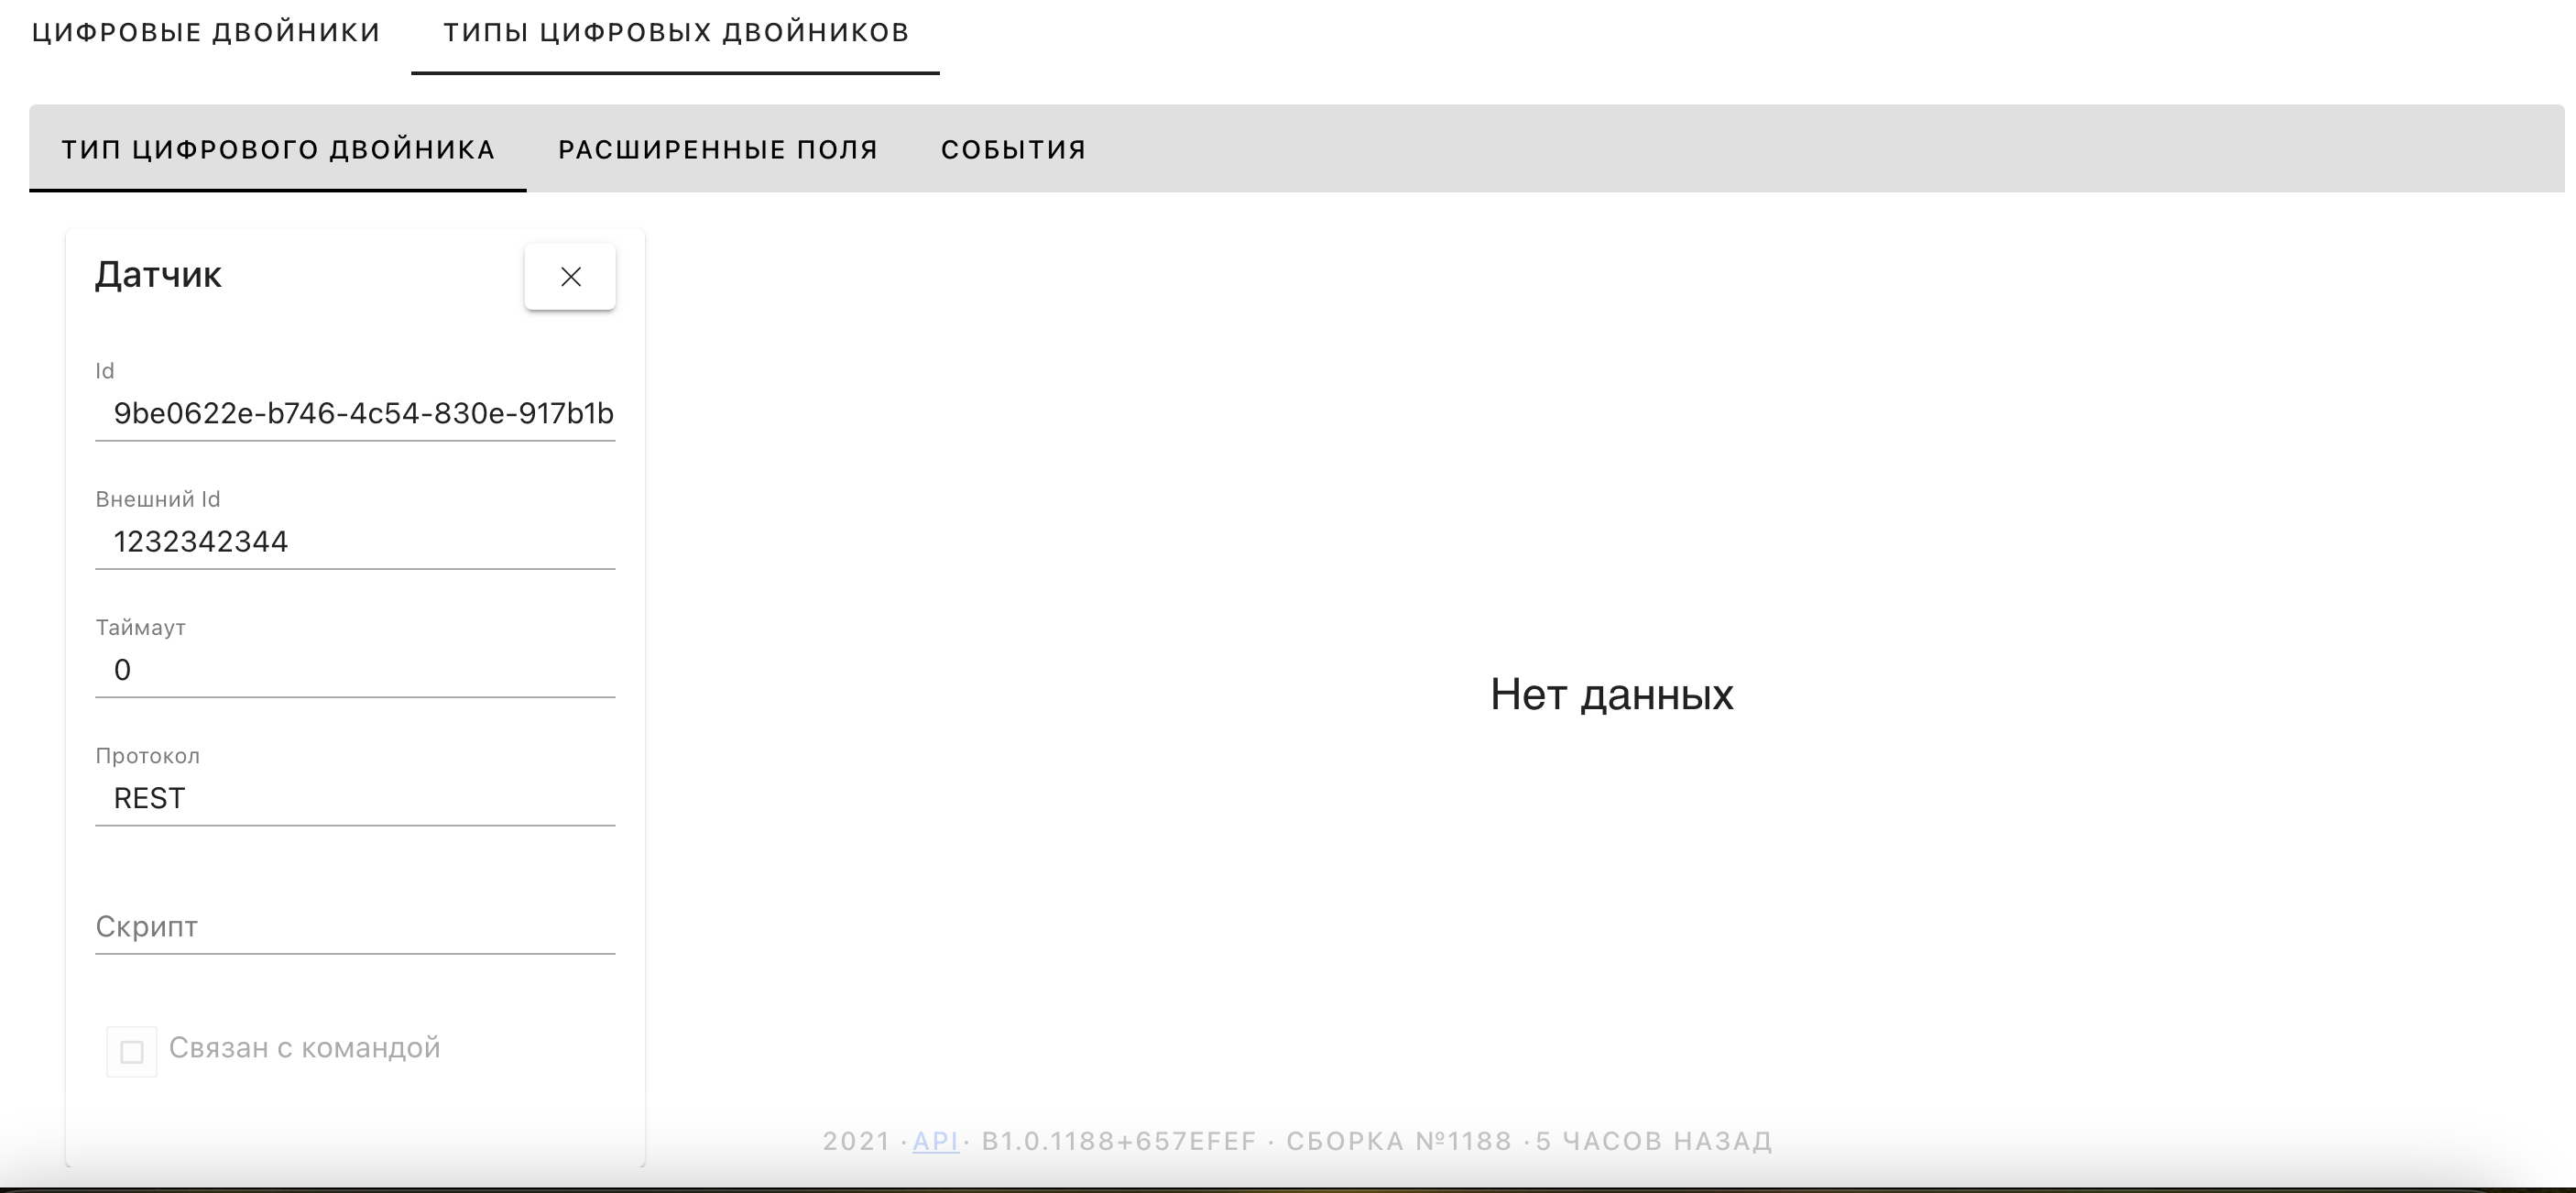 ЦИФРОВЫЕ ДВОЙНИКИ ТИПЫ ЦИФРОВЫХ ДВОЙНИКОВ
ТИП ЦИФРОВОГО ДВОЙНИКА РАСШИРЕННЫЕ ПОЛЯ СОБЫТИЯ
Датчик
Id
9be0622e-b746-4c54-830e-917b1b
Внешний Id
1232342344
Таймаут
0
Нет данных
Протокол
REST
Скрипт
Связан с командой
2021 · API · В1.0.1188+657EFEF · СБОРКА №1188 · 5 ЧАСОВ НАЗАД